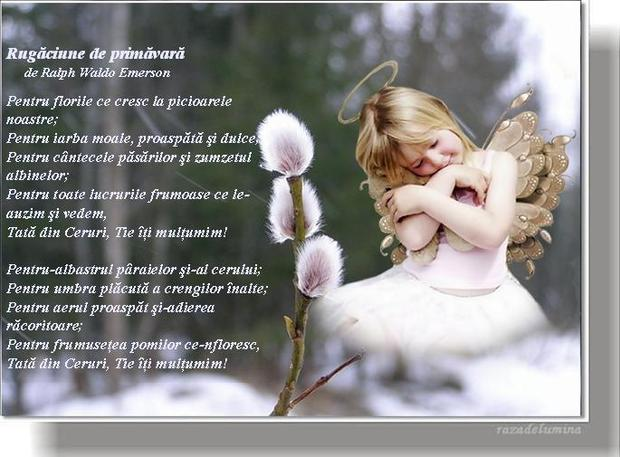 Rugăciune de primăvară
de Ralph Waldo Emerson
Pentru florile ce cresc la picioarele
noastre;
Pentru iarba moale, proaspătă şi dulce,
Pentru cântecele păsărilor şi zumzetul
albinelor;
Pentru toate lucrurile frumoase ce le-
auzim şi vedem,
Tată din Ceruri, Ţie îţi mulţumim!
Pentru-albastrul pâraielor şi-al cerului;
Pentru umbra plăcută a crengilor înalte;
Pentru aerul proaspăt şi-adierea
răcoritoare;
Pentru frumuseţea pomilor ce-nfloresc,
Tată din Ceruri, Ţie îţi mulţumim!
razadelumina